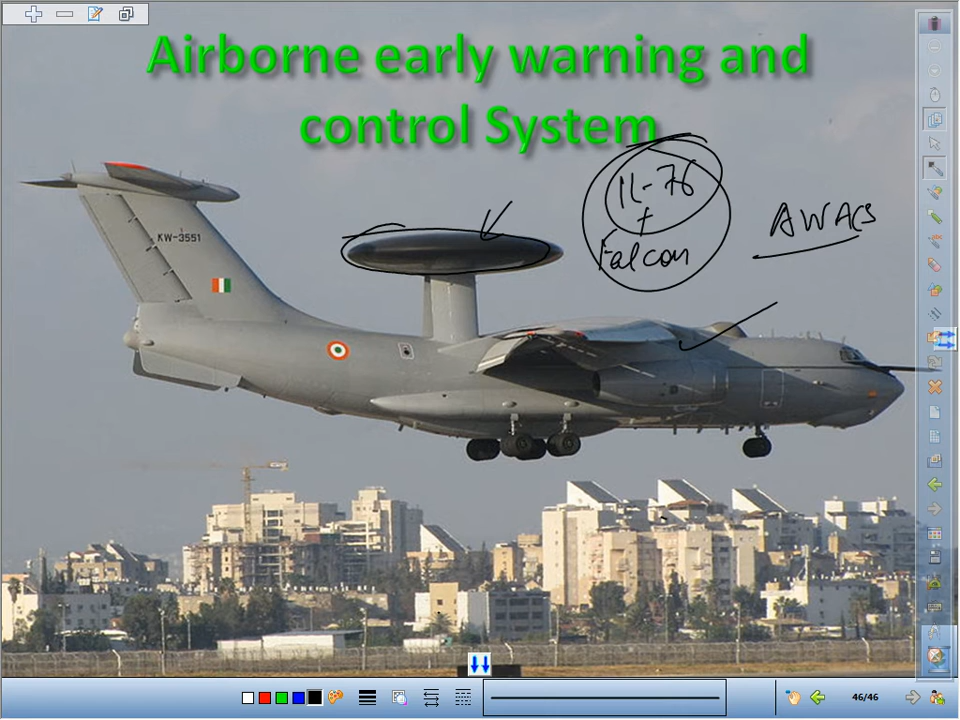 Airborne early warning and
control System
IL-76
+
Falcon
AWACS
KW-3551
46/46